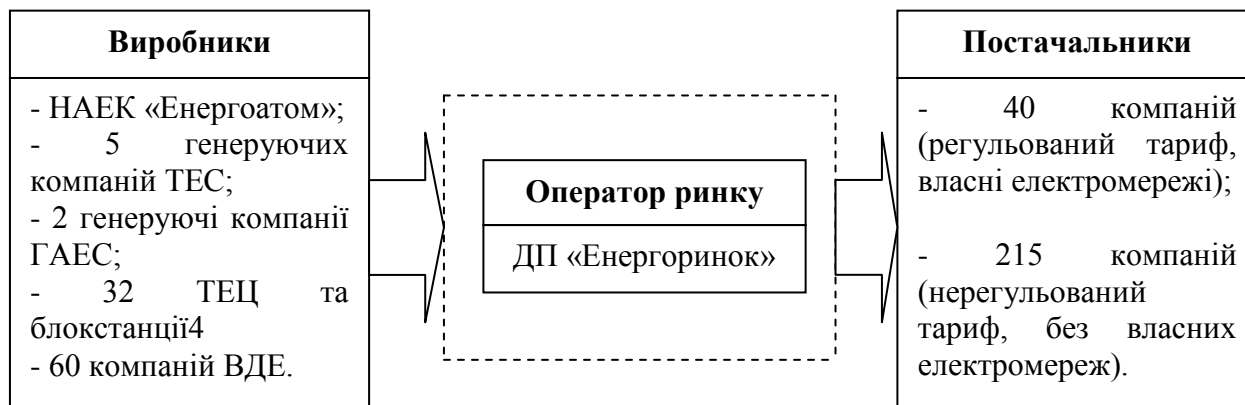 Виробники
- НАЕК «Енергоатом»;
- 5 генеруючих
компаній ТЕС;
- 2 генеруючі компанії
ГАЕС;
- 32 ТЕЦ та
блокстанції4
- 60 компаній ВДЕ.
Оператор ринку
ДП «Енергоринок»
Постачальники
- 40 компаній
(регульований тариф,
власні електромережі);
- 215 компаній
(нерегульований
тариф, без власних
електромереж).